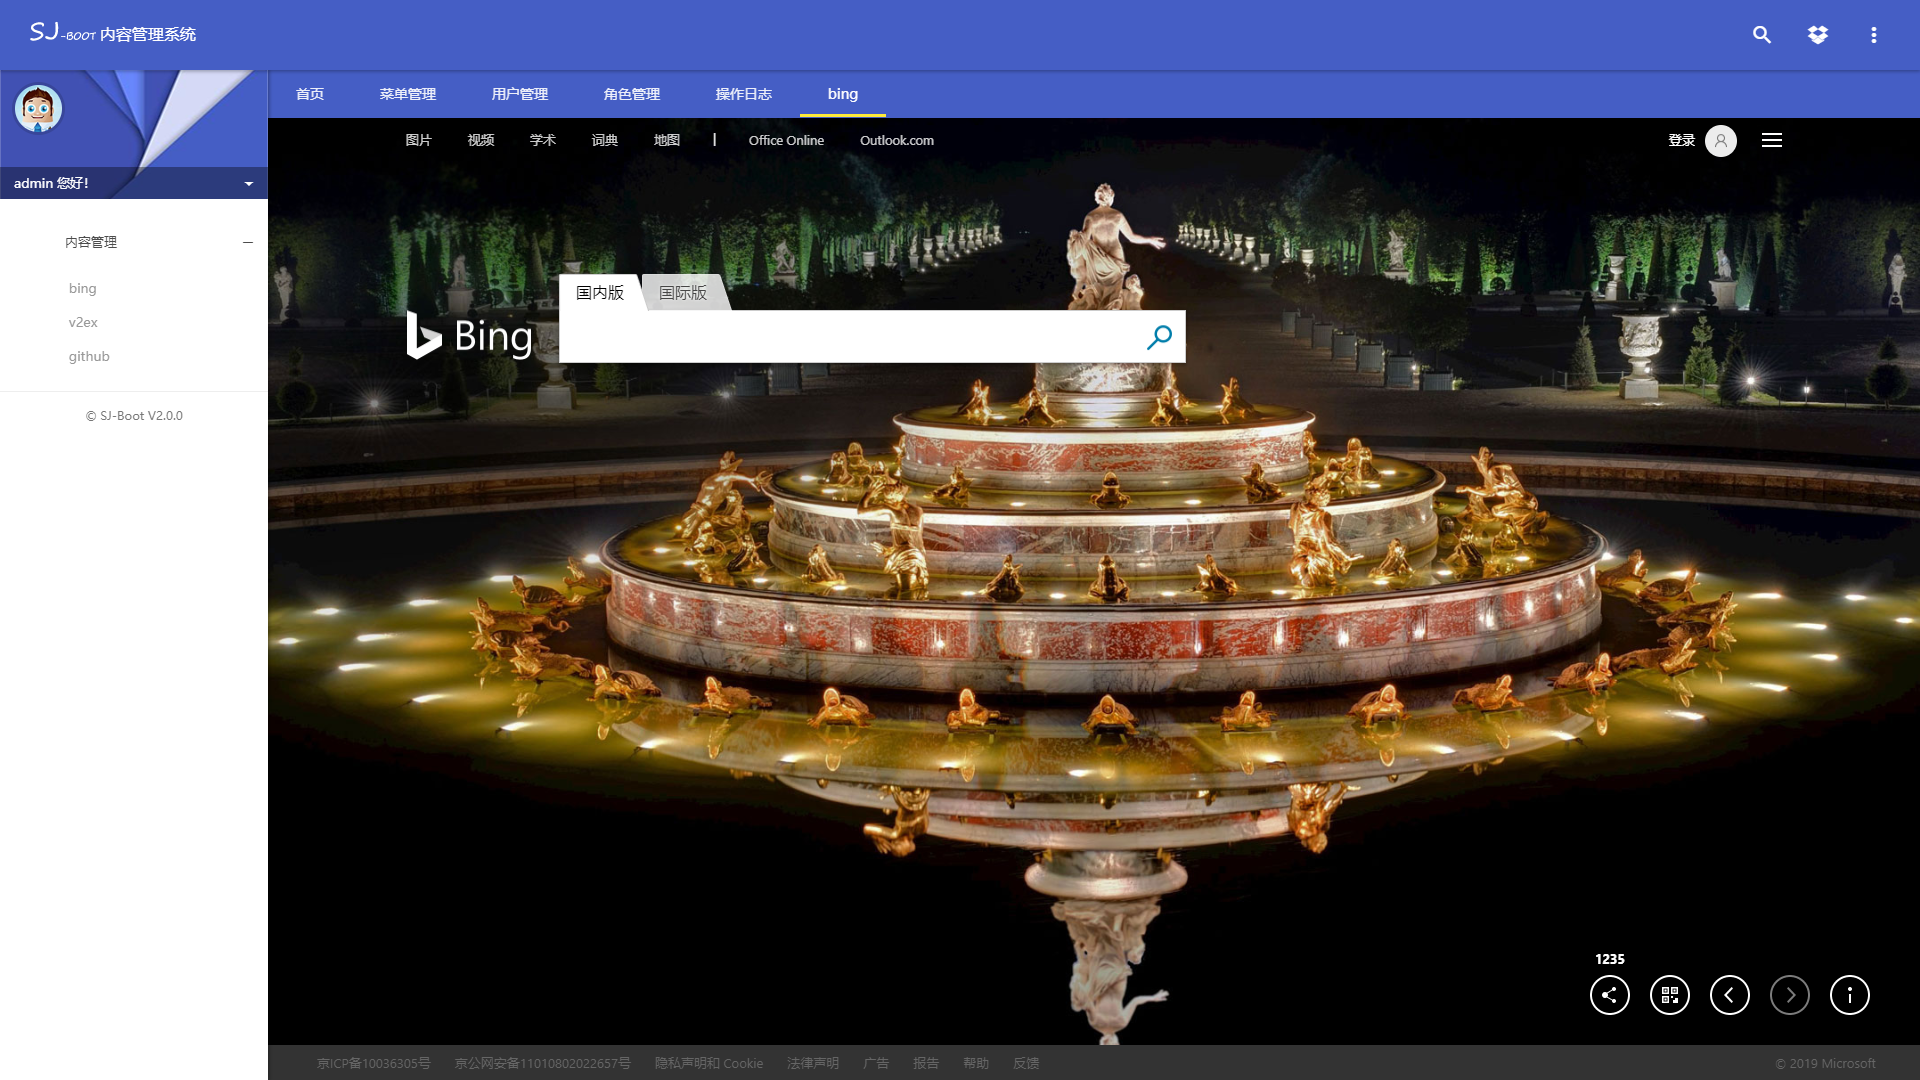 SJ-BOOT 内容管理系统
首页 菜单管理 用户管理 角色管理 操作日志 bing
图片 视频 学术 词典 地图 | Office Online Outlook.com 登录
admin 您好!
内容管理
bing
v2ex
github
© SJ-Boot V2.0.0
国内版 国际版
Bing
1235
京ICP备10036305号 京公网安备11010802022657号 隐私声明和 Cookie 法律声明 广告 报告 帮助 反馈 © 2019 Microsoft